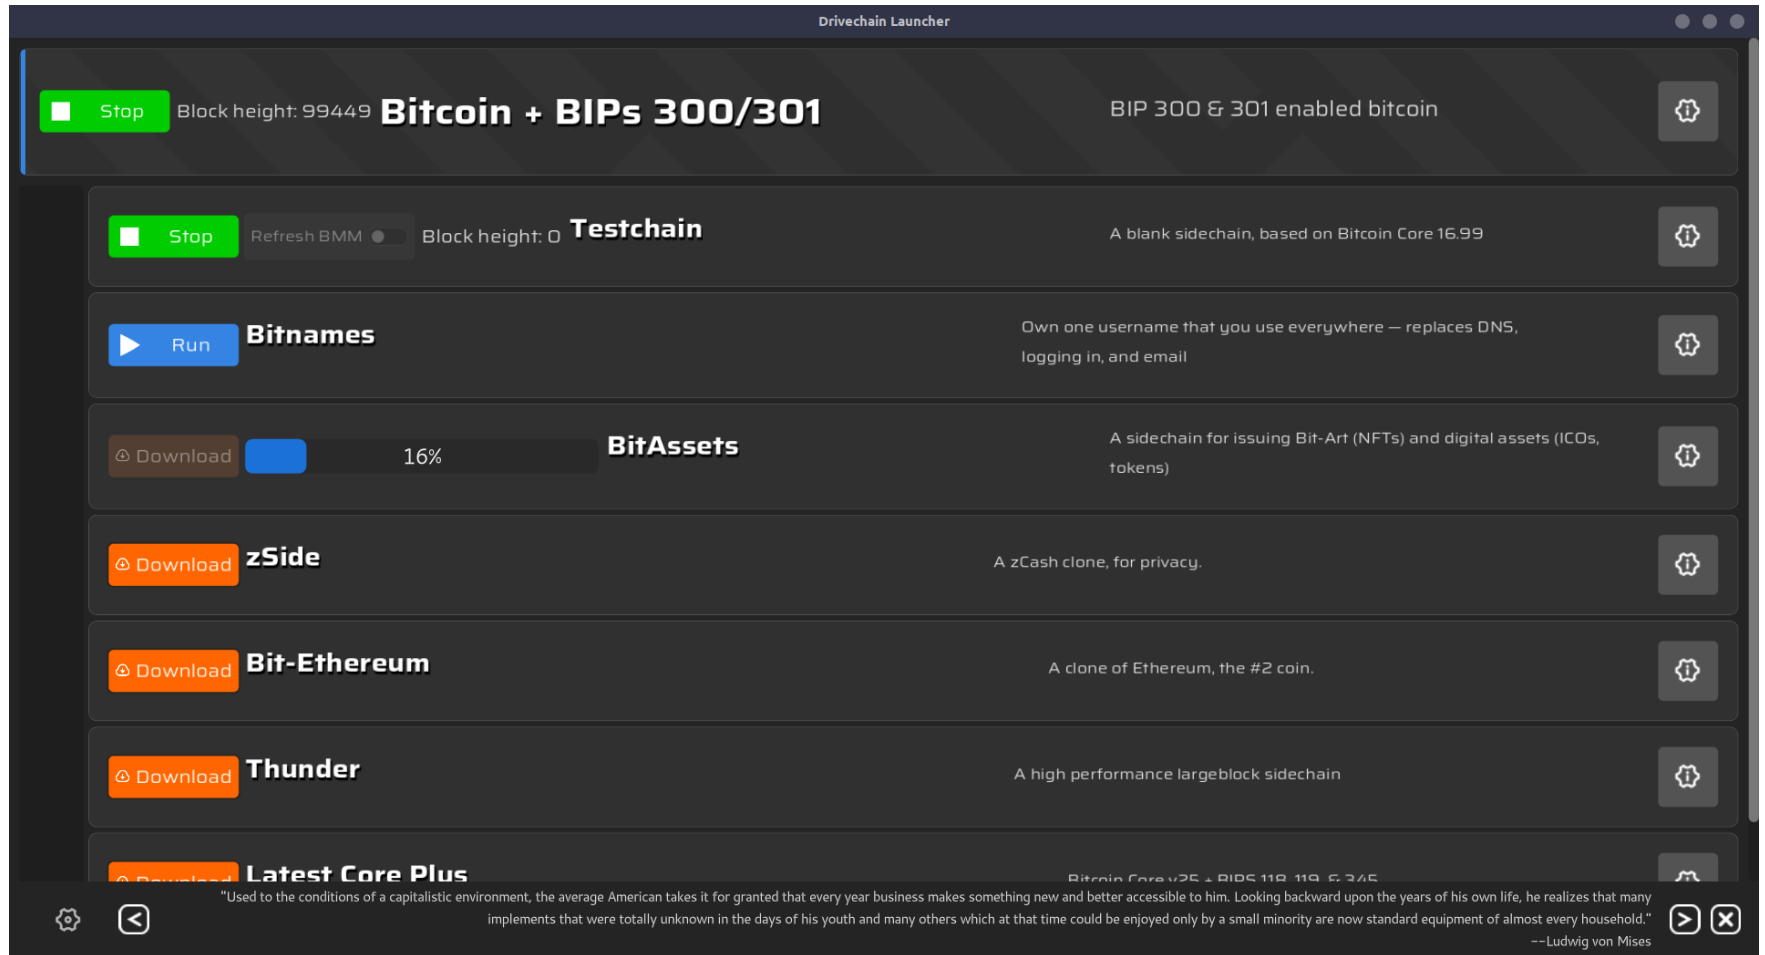 Drivechain Launcher
Stop Block height: 99449 Bitcoin + BIPs 300/301 BIP 300 & 301 enabled bitcoin
Stop Refresh BMM Block height: 0 Testchain A blank sidechain, based on Bitcoin Core 16.99
Run Bitnames Own one username that you use everywhere — replaces DNS,
logging in, and email
Download 16% BitAssets A sidechain for issuing Bit-Art (NFTs) and digital assets (ICOs,
tokens)
Download zSide A zCash clone, for privacy.
Download Bit-Ethereum A clone of Ethereum, the #2 coin.
Download Thunder A high performance largeblock sidechain
Download Latest Core Plus Bitcoin Core v25 + BIPS 118, 119, & 345
"Used to the conditions of a capitalistic environment, the average American takes it for granted that every year business makes something new and better accessible to him. Looking backward upon the years of his own life, he realizes that many
implements that were totally unknown in the days of his youth and many others which at that time could be enjoyed only by a small minority are now standard equipment of almost every household."
--Ludwig von Mises